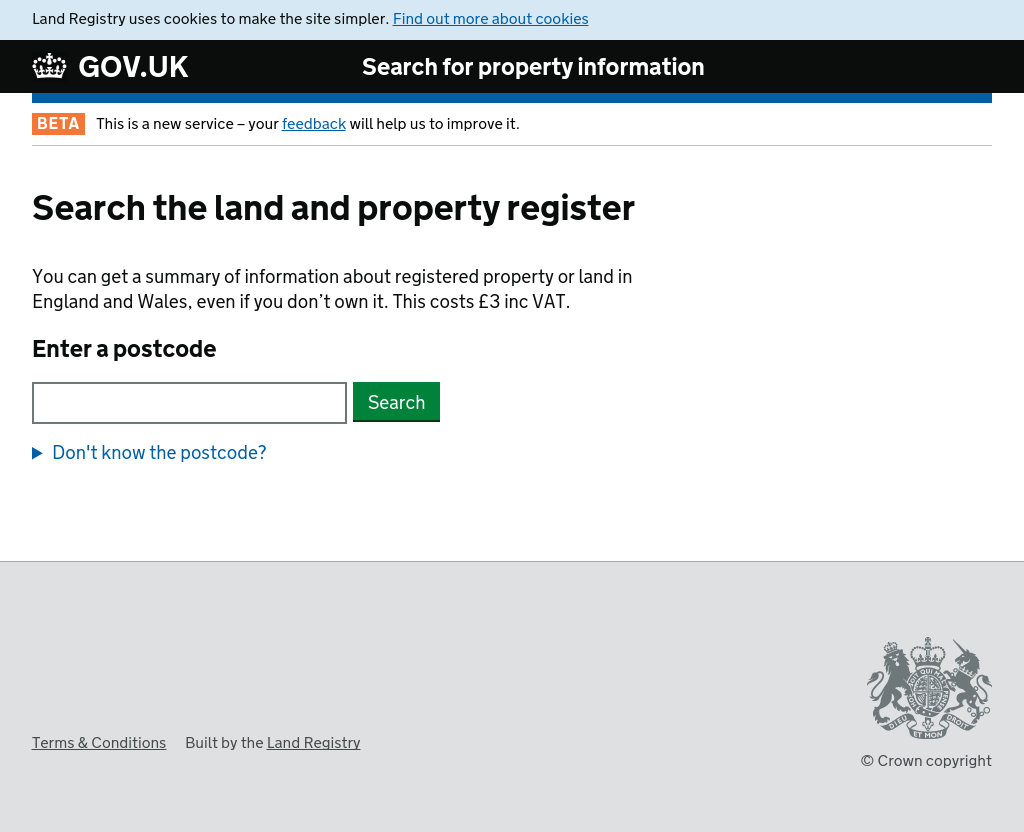 Land Registry uses cookies to make the site simpler. Find out more about cookies
GOV.UK
Search for property information
BETA
This is a new service – your feedback will help us to improve it.
Search the land and property register
You can get a summary of information about registered property or land in
England and Wales, even if you don’t own it. This costs £3 inc VAT.
Enter a postcode
Search
Don't know the postcode?
DIEU ET MON DROIT
Terms & Conditions
Built by the Land Registry
© Crown copyright